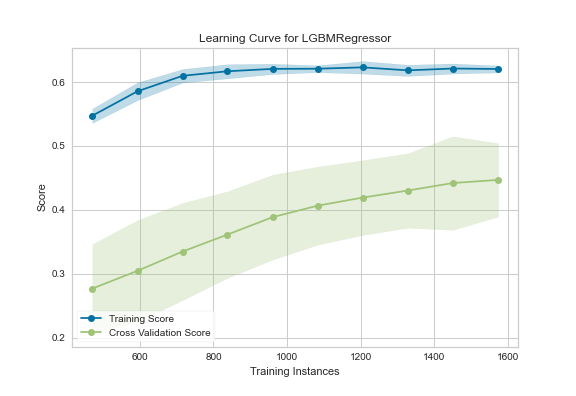 Learning Curve for LGBMRegressor
0.6
0.5
0.4
0.3
0.2
Score
Training Score
Cross Validation Score
600 800 1000 1200 1400 1600
Training Instances